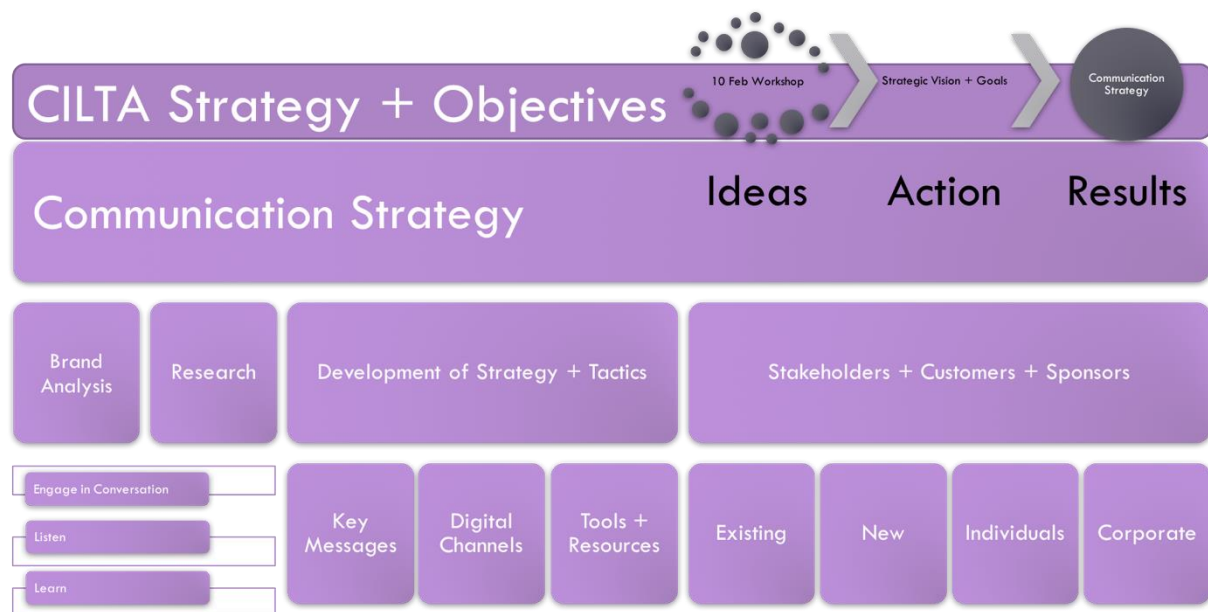 10 Feb Workshop
Strategic Vision + Goals
Communication
Strategy
CILTA Strategy + Objectives
Ideas
Action
Results
Communication Strategy
Brand
Analysis
Research
Development of Strategy + Tactics
Stakeholders + Customers + Sponsors
Engage in Conversation
Listen
Learn
Key
Messages
Digital
Channels
Tools +
Resources
Existing
New
Individuals
Corporate